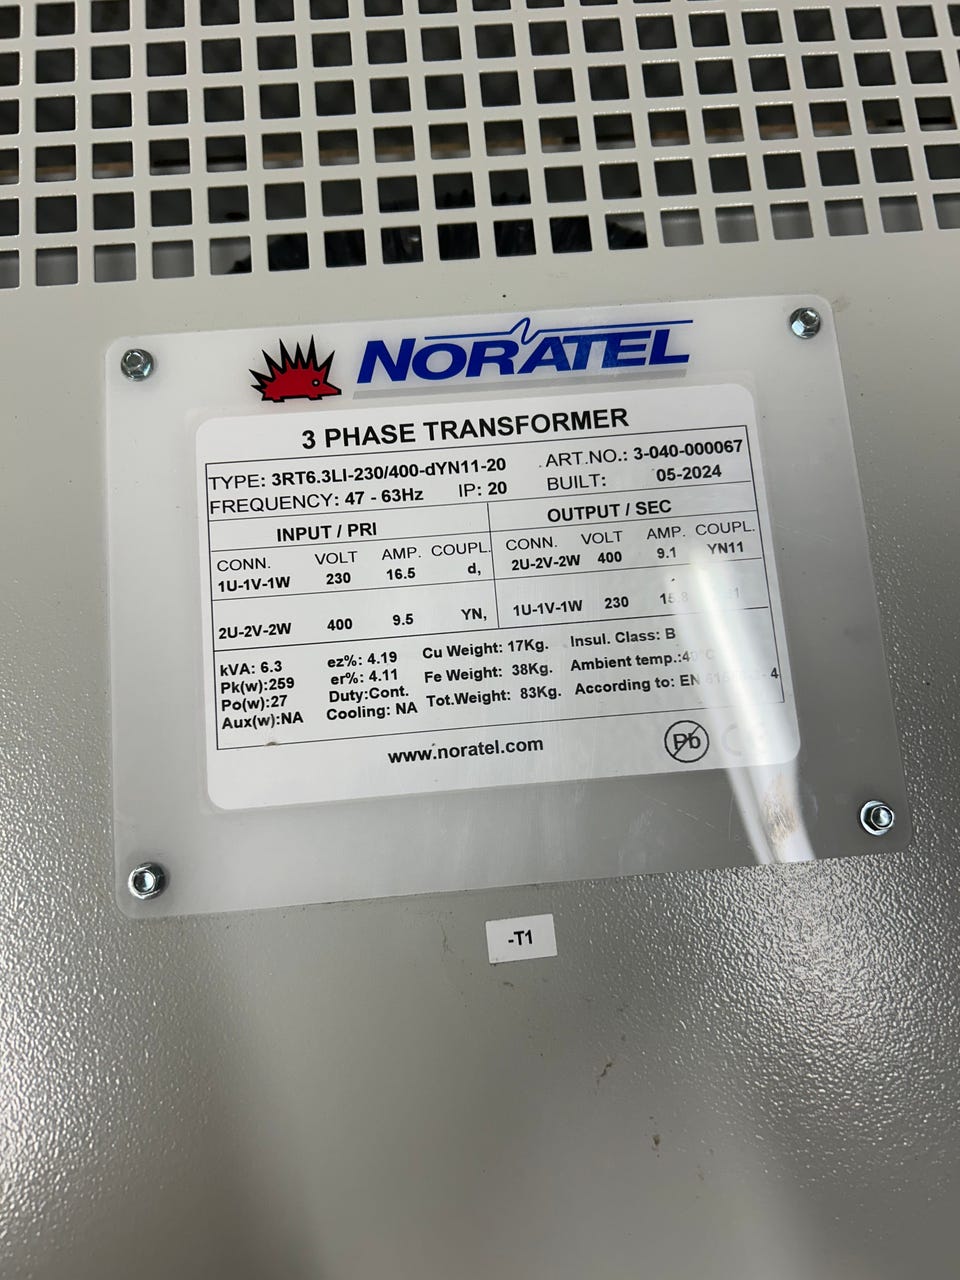 NORATEL
3 PHASE TRANSFORMER
TYPE: 3RT6.3LI-230/400-dYN11-20 ART.NO.: 3-040-000067
FREQUENCY: 47 - 63Hz IP: 20 BUILT: 05-2024
INPUT / PRI OUTPUT / SEC
CONN. VOLT AMP. COUPL. CONN. VOLT AMP. COUPL.
1U-1V-1W 230 16.5 d, 2U-2V-2W 400 9.1 YN11
2U-2V-2W 400 9.5 YN, 1U-1V-1W 230 15.8
kVA: 6.3 ez%: 4.19 Cu Weight: 17Kg. Insul. Class: B
Pk(w):259 er%: 4.11 Fe Weight: 38Kg. Ambient temp.:
Po(w):27 Duty:Cont. Tot.Weight: 83Kg. According to: EN
Aux(w):NA Cooling: NA
www.noratel.com
Pb
-T1